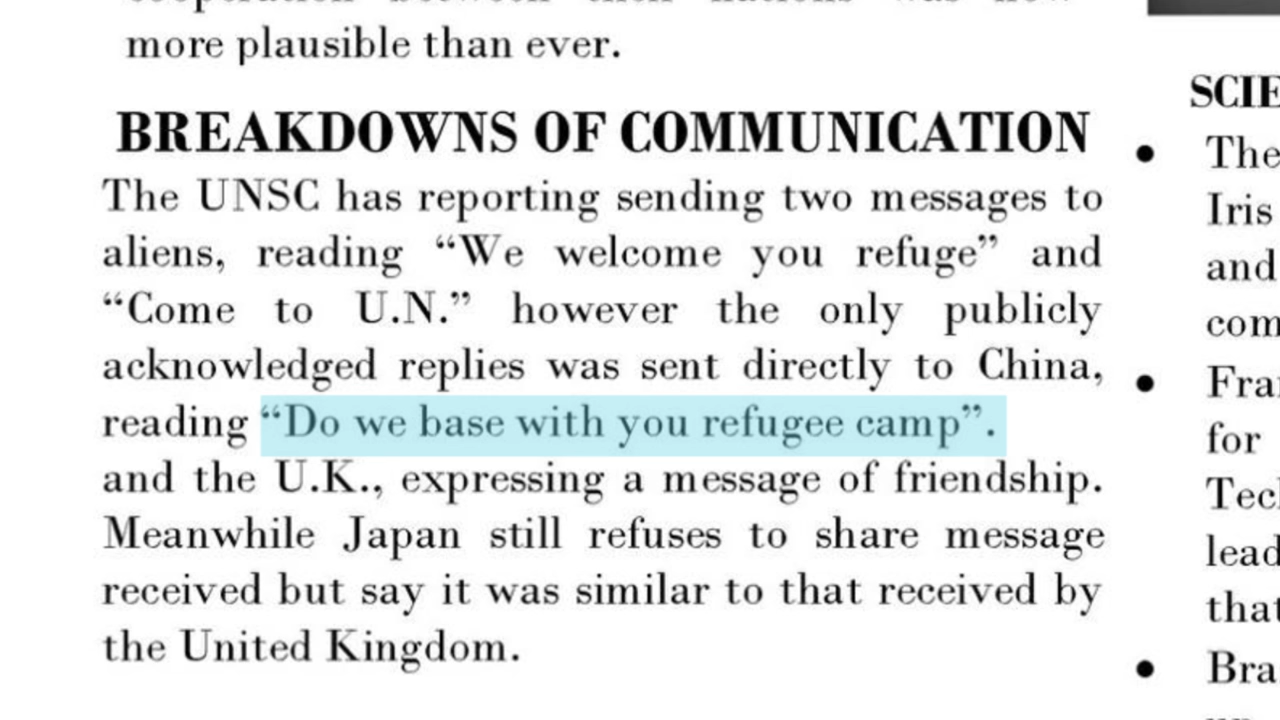 more plausible than ever.
BREAKDOWNS OF COMMUNICATION
The UNSC has reporting sending two messages to
aliens, reading “We welcome you refuge” and
“Come to U.N.” however the only publicly
acknowledged replies was sent directly to China,
reading “Do we base with you refugee camp”.
and the U.K., expressing a message of friendship.
Meanwhile Japan still refuses to share message
received but say it was similar to that received by
the United Kingdom.
SCIE
• The
Iris
and
com
• Fra
for
Tec
lead
that
• Bra